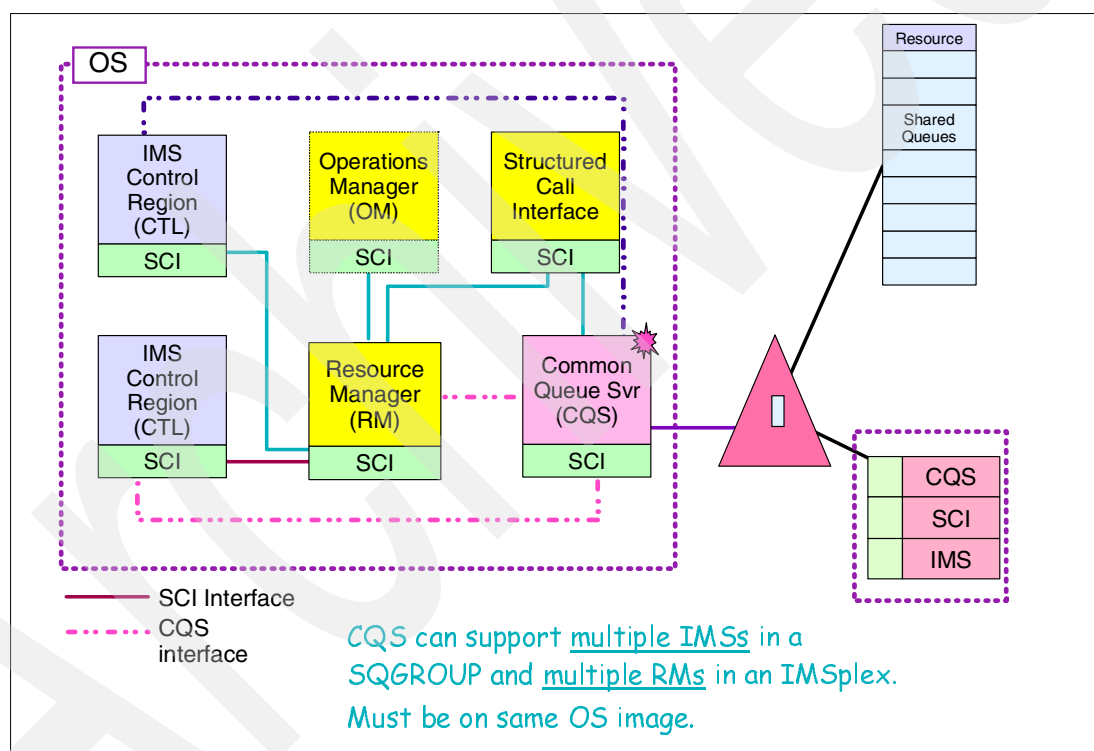 OS
IMS
Control
Region
(CTL)
SCI
Operations
Manager
(OM)
SCI
Structured
Call
Interface
SCI
IMS
Control
Region
(CTL)
SCI
Resource
Manager
(RM)
SCI
Common
Queue Svr
(CQS)
SCI
Resource
Shared
Queues
CQS
SCI
IMS
SCI Interface
CQS
interface
CQS can support multiple IMSs in a
SQGROUP and multiple RMs in an IMSplex.
Must be on same OS image.